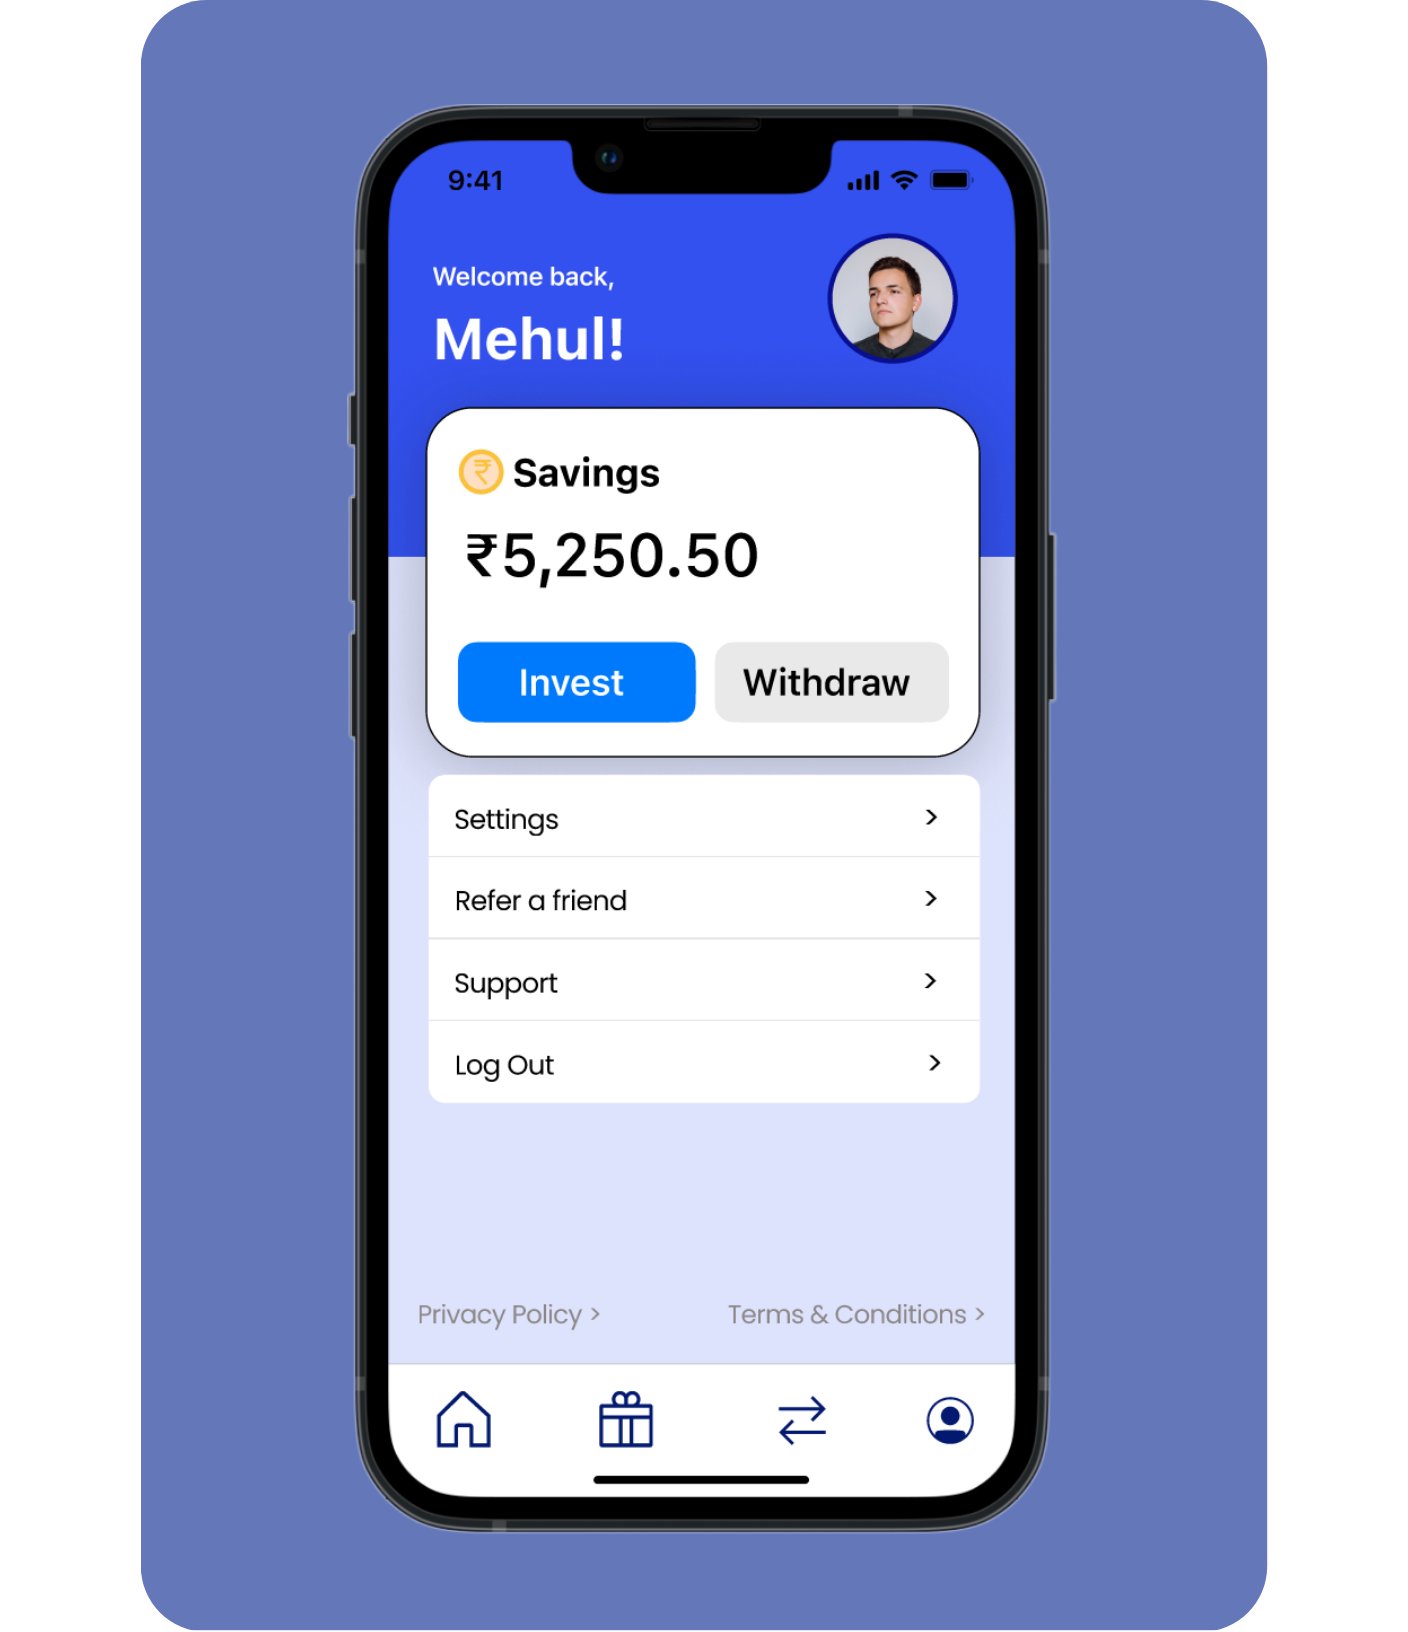 9:41
Welcome back,
Mehul!
₹ Savings
₹5,250.50
Invest
Withdraw
Settings >
Refer a friend >
Support >
Log Out >
Privacy Policy >
Terms & Conditions >